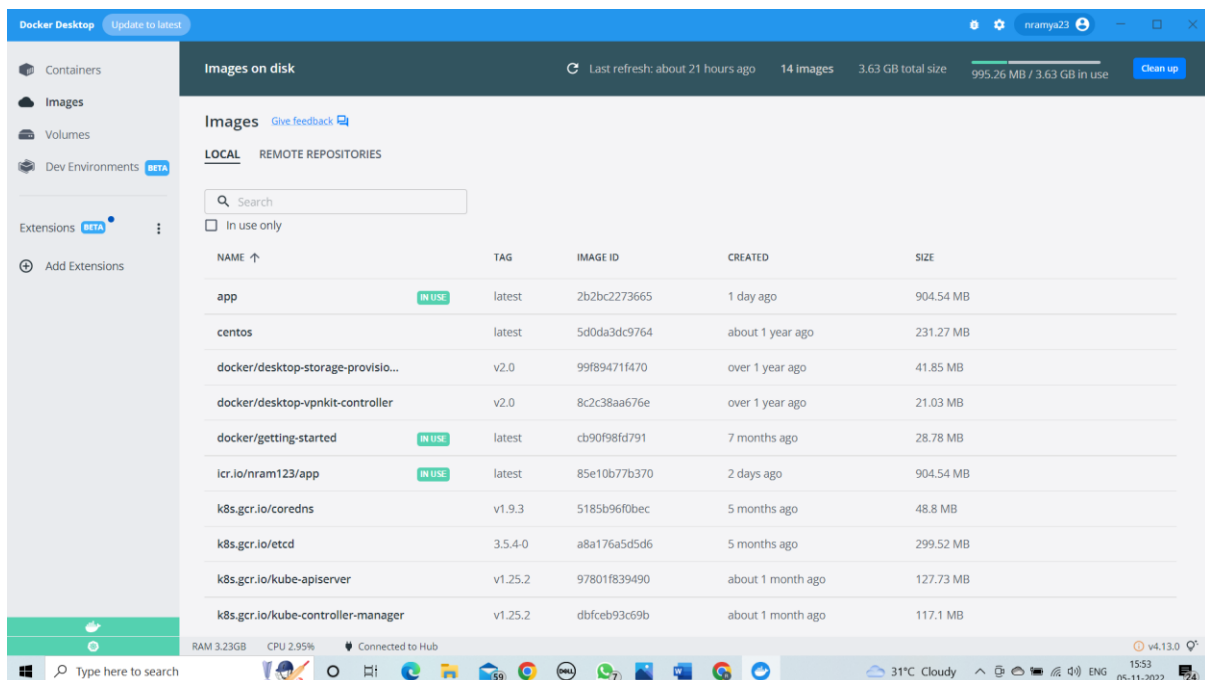 Docker Desktop Update to latest nramya23
Containers
Images
Volumes
Dev Environments BETA
Extensions BETA
Add Extensions
Images on disk Last refresh: about 21 hours ago 14 images 3.63 GB total size 995.26 MB / 3.63 GB in use Clean up
Images Give feedback
LOCAL REMOTE REPOSITORIES
Search
In use only
NAME TAG IMAGE ID CREATED SIZE
app IN USE latest 2b2bc2273665 1 day ago 904.54 MB
centos latest 5d0da3dc9764 about 1 year ago 231.27 MB
docker/desktop-storage-provisio... v2.0 99f89471f470 over 1 year ago 41.85 MB
docker/desktop-vpnkit-controller v2.0 8c2c38aa676e over 1 year ago 21.03 MB
docker/getting-started IN USE latest cb90f98fd791 7 months ago 28.78 MB
icr.io/nram123/app IN USE latest 85e10b77b370 2 days ago 904.54 MB
k8s.gcr.io/coredns v1.9.3 5185b96f0bec 5 months ago 48.8 MB
k8s.gcr.io/etcd 3.5.4-0 a8a176a5d5d6 5 months ago 299.52 MB
k8s.gcr.io/kube-apiserver v1.25.2 97801f839490 about 1 month ago 127.73 MB
k8s.gcr.io/kube-controller-manager v1.25.2 dbfceb93c69b about 1 month ago 117.1 MB
RAM 3.23GB CPU 2.95% Connected to Hub v4.13.0
Type here to search 59 DELL 7 31°C Cloudy ENG 15:53
05-11-2022 24